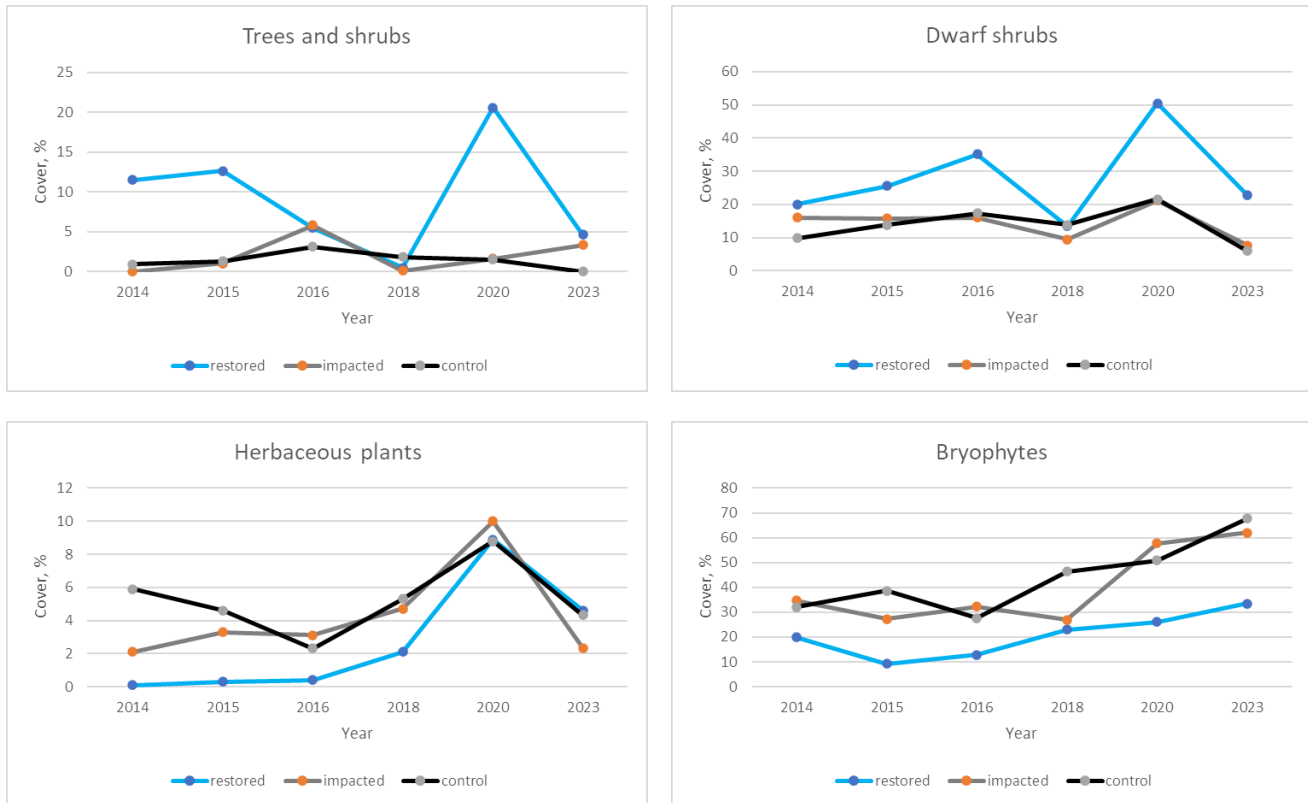 Trees and shrubs
25
20
15
10
5
0
Cover, %
2014 2015 2016 2018 2020 2023
Year
restored impacted control
Dwarf shrubs
60
50
40
30
20
10
0
Cover, %
2014 2015 2016 2018 2020 2023
Year
restored impacted control
Herbaceous plants
12
10
8
6
4
2
0
Cover, %
2014 2015 2016 2018 2020 2023
Year
restored impacted control
Bryophytes
80
70
60
50
40
30
20
10
0
Cover, %
2014 2015 2016 2018 2020 2023
Year
restored impacted control